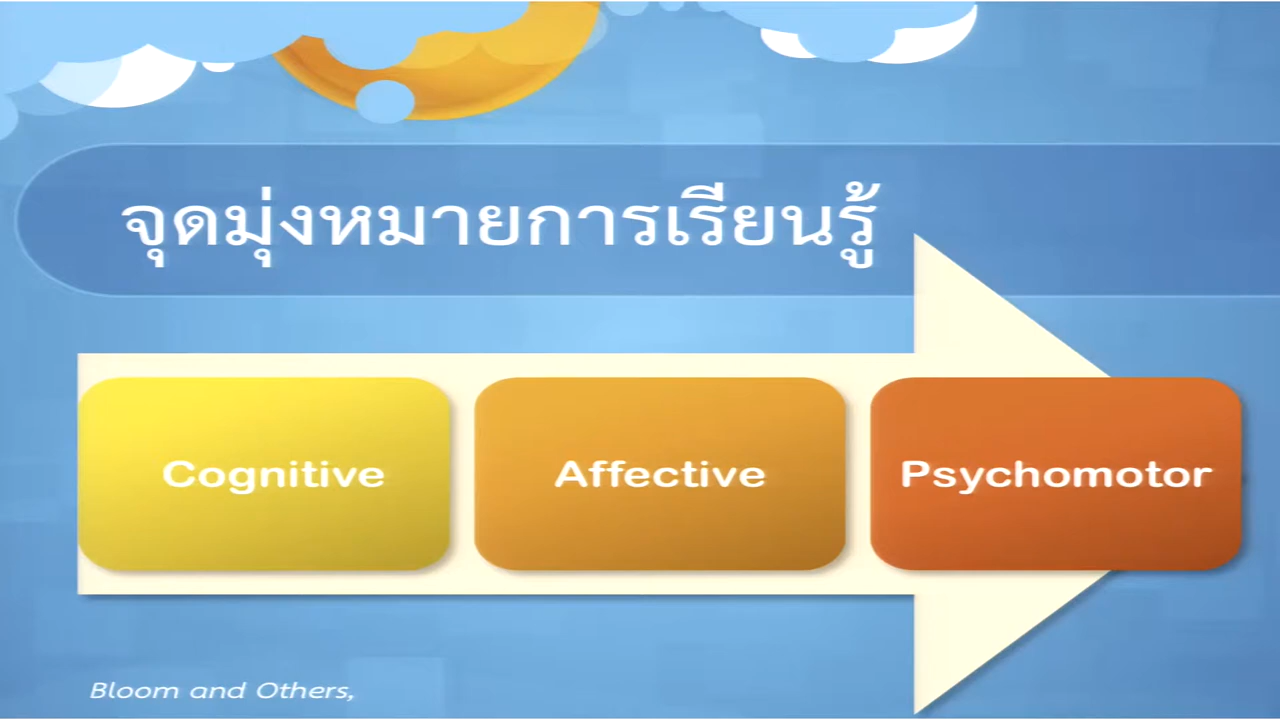 จุดมุ่งหมายการเรียนรู้
Cognitive
Affective
Psychomotor
Bloom and Others,